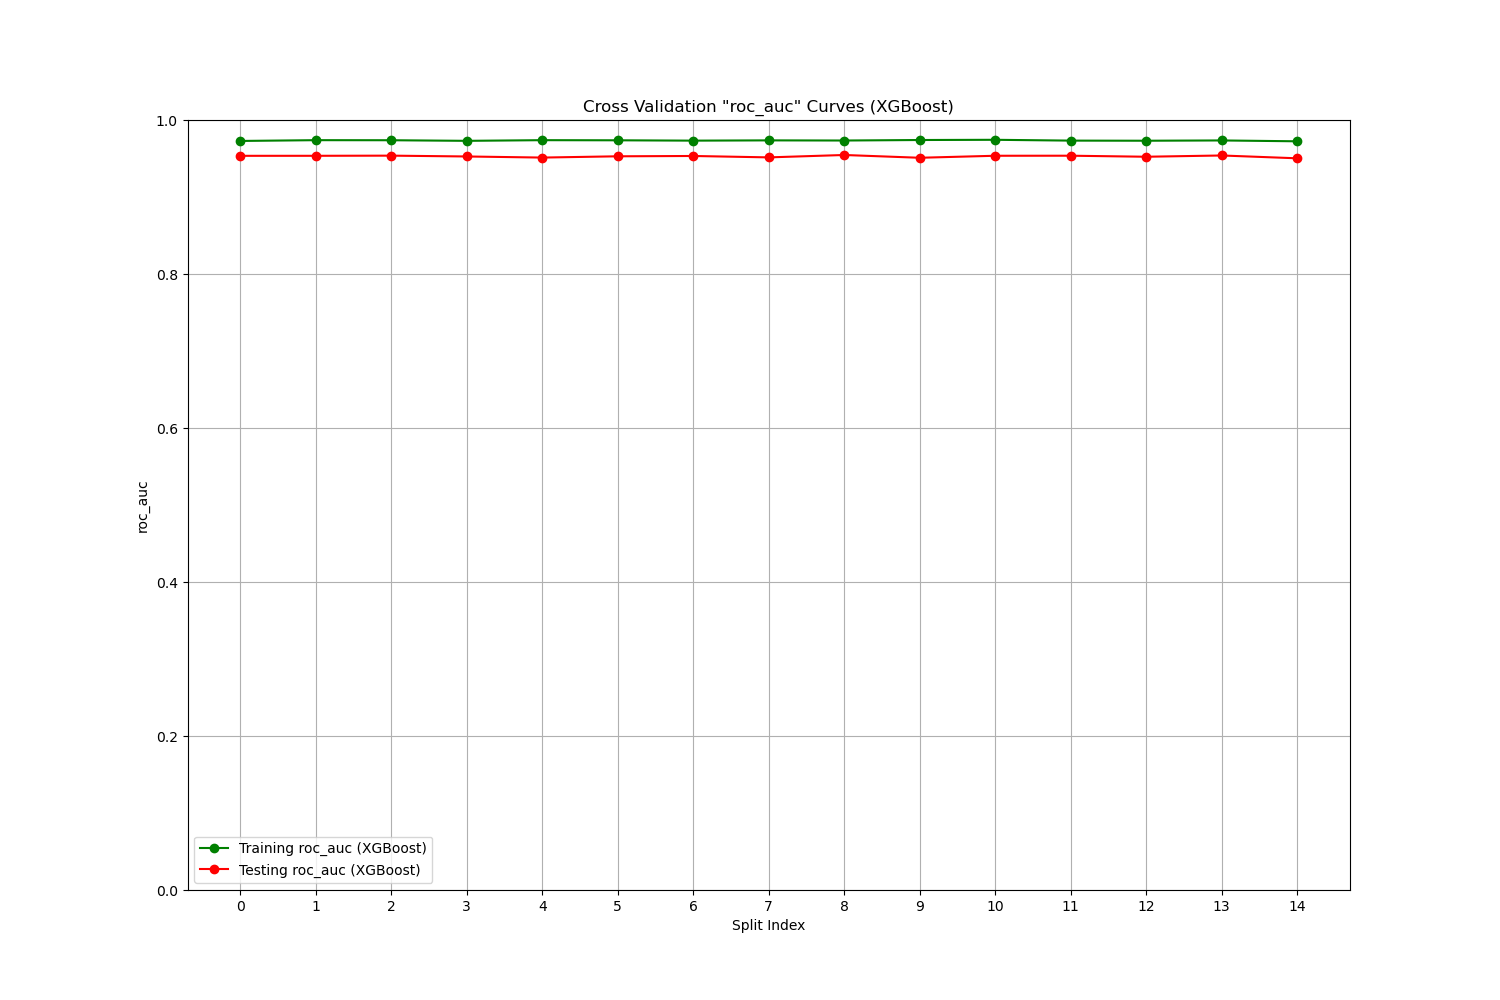 Cross Validation "roc_auc" Curves (XGBoost)
1.0
0.8
0.6
0.4
0.2
0.0
roc_auc
Training roc_auc (XGBoost)
Testing roc_auc (XGBoost)
0 1 2 3 4 5 6 7 8 9 10 11 12 13 14
Split Index